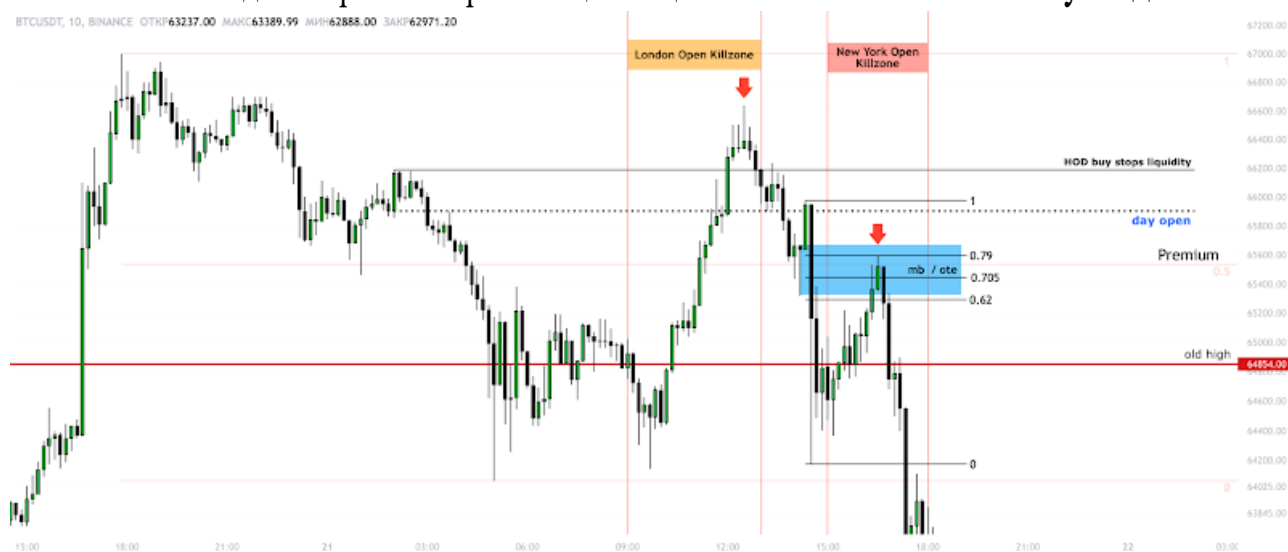 BTCUSDT, 10, BINANCE ОТКР63237.00 МАКС63389.99 МИН62888.00 ЗАКР62971.20
67200.00
London Open Killzone
New York Open
Killzone
67000.00
1
66800.00
66600.00
66400.00
HOD buy stops liquidity
66200.00
1
66000.00
day open
65800.00
0.79
Premium
65600.00
mb / ote
0.705
0.5
65400.00
0.62
65200.00
65000.00
old high
64854.00
64600.00
64400.00
0
64200.00
0
64025.00
63845.00
15:00 18:00 21:00 21 03:00 06:00 09:00 12:00 15:00 18:00 21:00 22 03:00